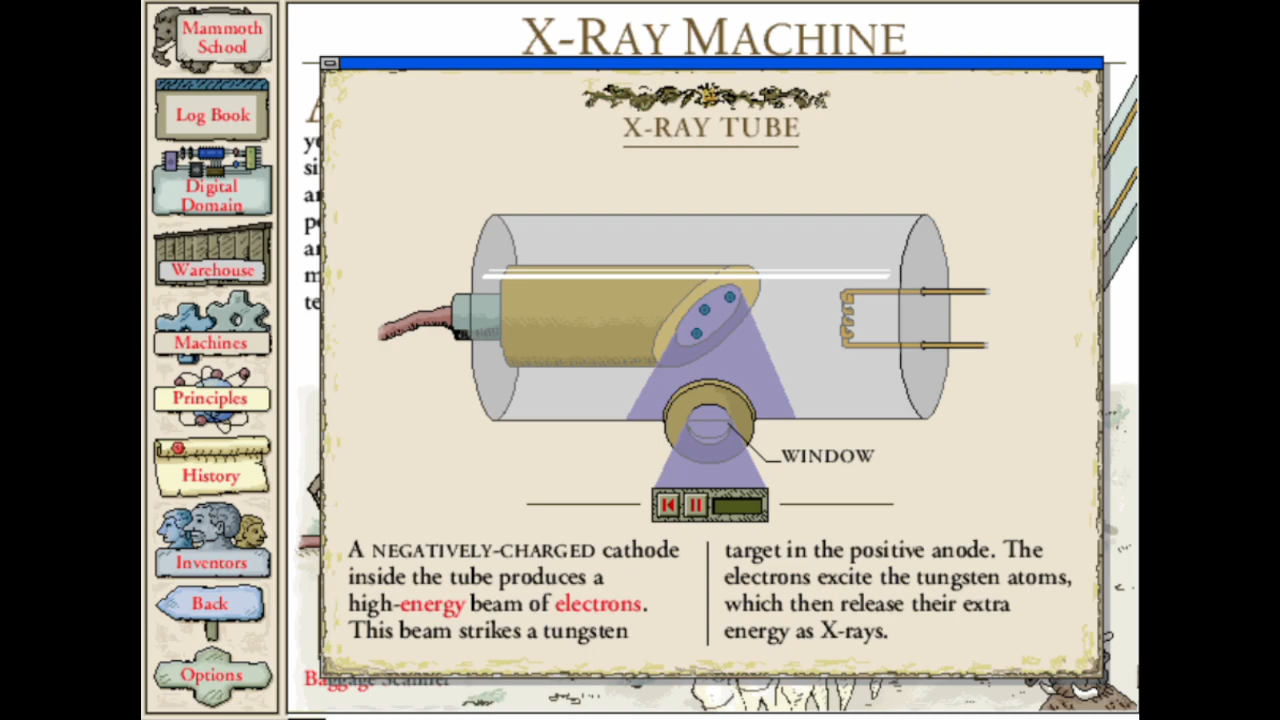 Mammoth
School
Log Book
Digital
Domain
Warehouse
Machines
Principles
History
Inventors
Back
Options
X-RAY MACHINE
X-RAY TUBE
WINDOW
A NEGATIVELY-CHARGED cathode
inside the tube produces a
high-energy beam of electrons.
This beam strikes a tungsten
target in the positive anode. The
electrons excite the tungsten atoms,
which then release their extra
energy as X-rays.
Baggage Scanner